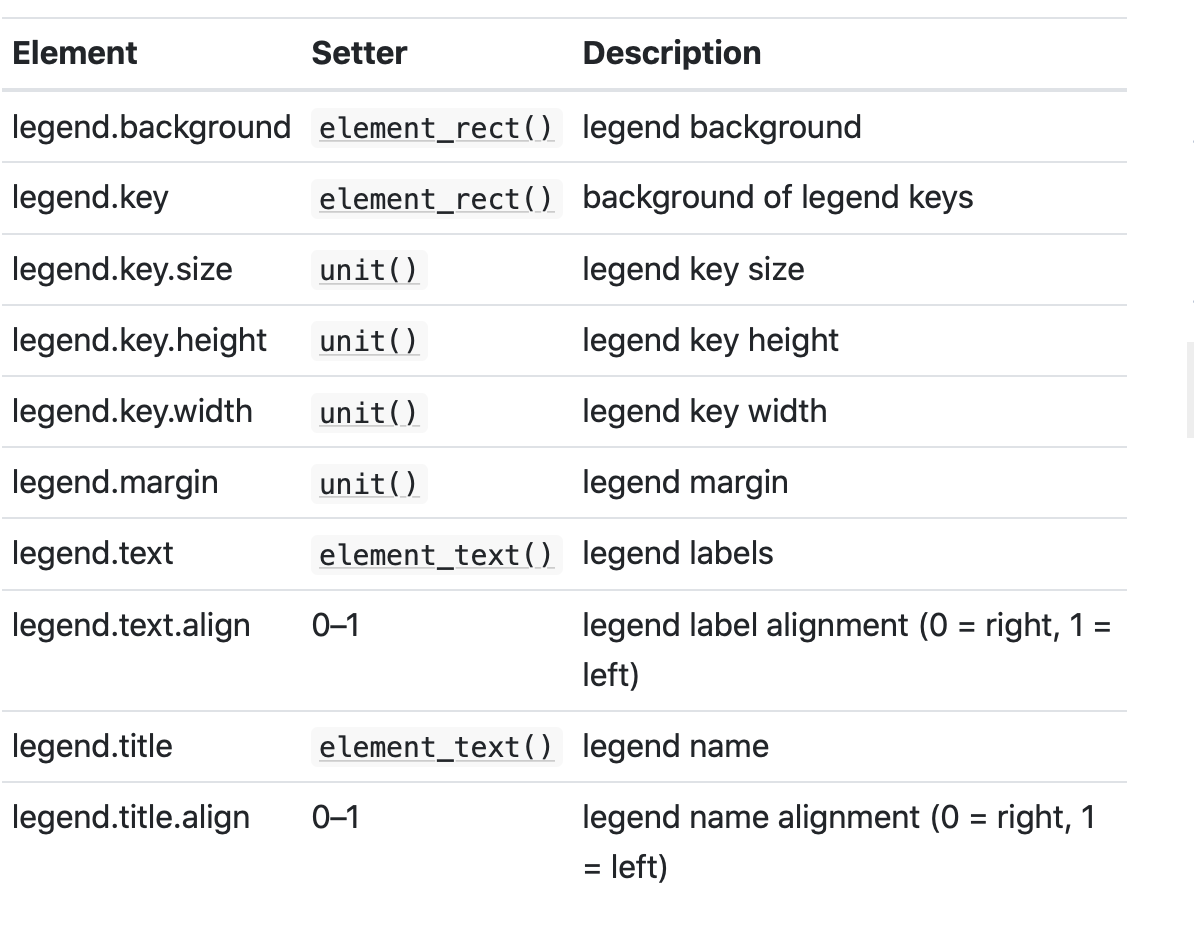 Element Setter Description
legend.background element_rect() legend background
legend.key element_rect() background of legend keys
legend.key.size unit() legend key size
legend.key.height unit() legend key height
legend.key.width unit() legend key width
legend.margin unit() legend margin
legend.text element_text() legend labels
legend.text.align 0–1 legend label alignment (0 = right, 1 =
left)
legend.title element_text() legend name
legend.title.align 0–1 legend name alignment (0 = right, 1
= left)